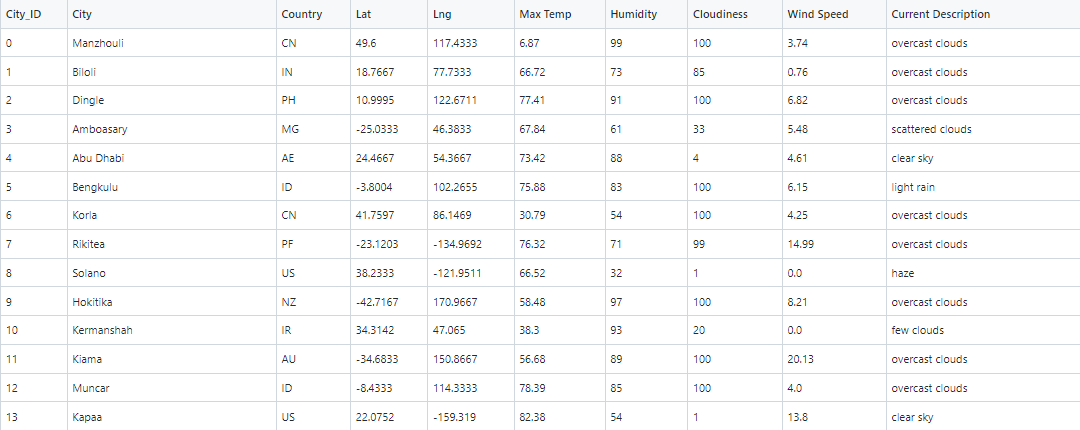 City_ID City Country Lat Lng Max Temp Humidity Cloudiness Wind Speed Current Description
0 Manzhouli CN 49.6 117.4333 6.87 99 100 3.74 overcast clouds
1 Biloli IN 18.7667 77.7333 66.72 73 85 0.76 overcast clouds
2 Dingle PH 10.9995 122.6711 77.41 91 100 6.82 overcast clouds
3 Amboasary MG -25.0333 46.3833 67.84 61 33 5.48 scattered clouds
4 Abu Dhabi AE 24.4667 54.3667 73.42 88 4 4.61 clear sky
5 Bengkulu ID -3.8004 102.2655 75.88 83 100 6.15 light rain
6 Korla CN 41.7597 86.1469 30.79 54 100 4.25 overcast clouds
7 Rikitea PF -23.1203 -134.9692 76.32 71 99 14.99 overcast clouds
8 Solano US 38.2333 -121.9511 66.52 32 1 0.0 haze
9 Hokitika NZ -42.7167 170.9667 58.48 97 100 8.21 overcast clouds
10 Kermanshah IR 34.3142 47.065 38.3 93 20 0.0 few clouds
11 Kiama AU -34.6833 150.8667 56.68 89 100 20.13 overcast clouds
12 Muncar ID -8.4333 114.3333 78.39 85 100 4.0 overcast clouds
13 Kapaa US 22.0752 -159.319 82.38 54 1 13.8 clear sky